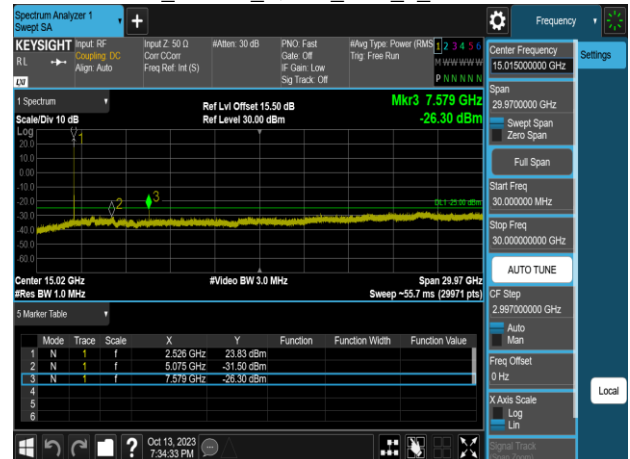 Spectrum Analyzer 1
Swept SA
+
Frequency
KEYSIGHT
RL
LXI
Input: RF
Coupling: DC
Align: Auto
Input Z: 50 Ω
Corr CCorr
Freq Ref: Int (S)
#Atten: 30 dB
PNO: Fast
Gate: Off
IF Gain: Low
Sig Track: Off
#Avg Type: Power (RMS
Trig: Free Run
1 2 3 4 5 6
M W W W W W
P N N N N N
1 Spectrum
Scale/Div 10 dB
Ref Lvl Offset 15.50 dB
Ref Level 30.00 dBm
Mkr3 7.579 GHz
-26.30 dBm
Log
20.0
10.0
0.00
-10.0
-20.0
-30.0
-40.0
-50.0
-60.0
1
2
3
DL1 -25.00 dBm
Center 15.02 GHz
#Res BW 1.0 MHz
#Video BW 3.0 MHz
Span 29.97 GHz
Sweep ~55.7 ms (29971 pts)
5 Marker Table
Mode Trace Scale X Y Function Function Width Function Value
1 N 1 f 2.526 GHz 23.83 dBm
2 N 1 f 5.075 GHz -31.50 dBm
3 N 1 f 7.579 GHz -26.30 dBm
4
5
6
?
Oct 13, 2023
7:34:33 PM
Center Frequency
15.015000000 GHz
Settings
Span
29.9700000 GHz
Swept Span
Zero Span
Full Span
Start Freq
30.000000 MHz
Stop Freq
30.000000000 GHz
AUTO TUNE
CF Step
2.997000000 GHz
Auto
Man
Freq Offset
0 Hz
X Axis Scale
Log
Lin
Local
Signal Track
(Span Zoom)